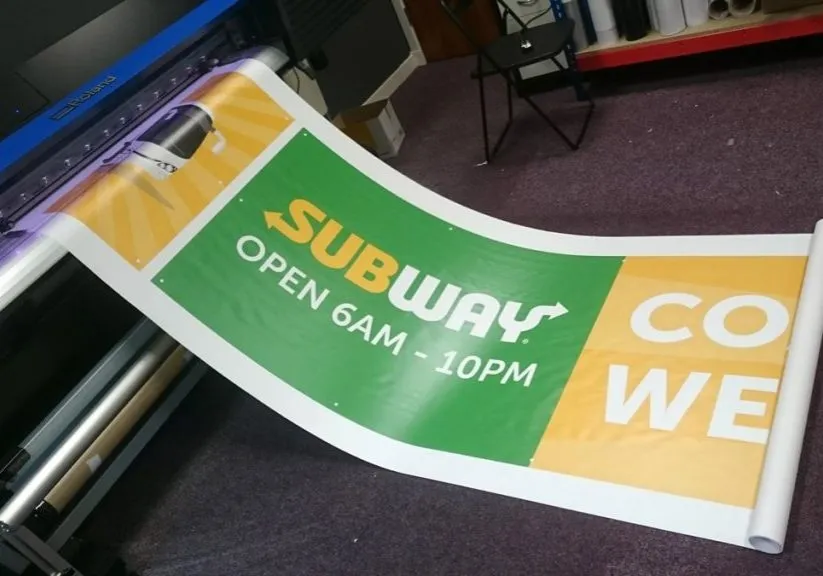 Roland
SUBWAY
OPEN 6AM - 10PM
CO
WE